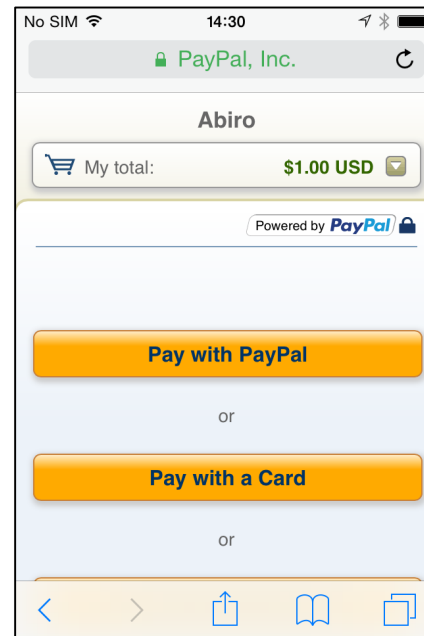 No SIM 14:30
PayPal, Inc.
Abiro
My total: $1.00 USD
Powered by PayPal
Pay with PayPal
or
Pay with a Card
or